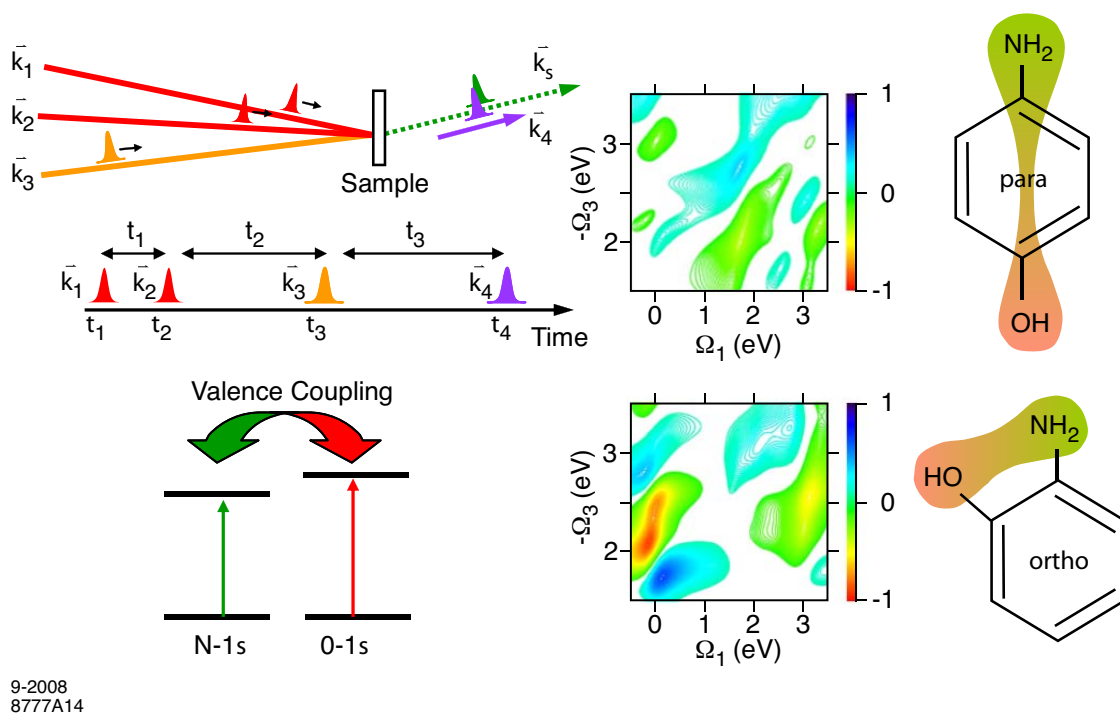 k₁
k₂
k₃
Sample
kₛ
k₄
t₁ t₂ t₃
k₁ k₂ k₃ k₄
t₁ t₂ t₃ t₄ Time
Valence Coupling
N-1s 0-1s
9-2008
8777A14
3
2
-Ω₃ (eV)
0 1 2 3
Ω₁ (eV)
1
0
-1
NH₂
para
OH
3
2
-Ω₃ (eV)
0 1 2 3
Ω₁ (eV)
1
0
-1
NH₂
HO
ortho